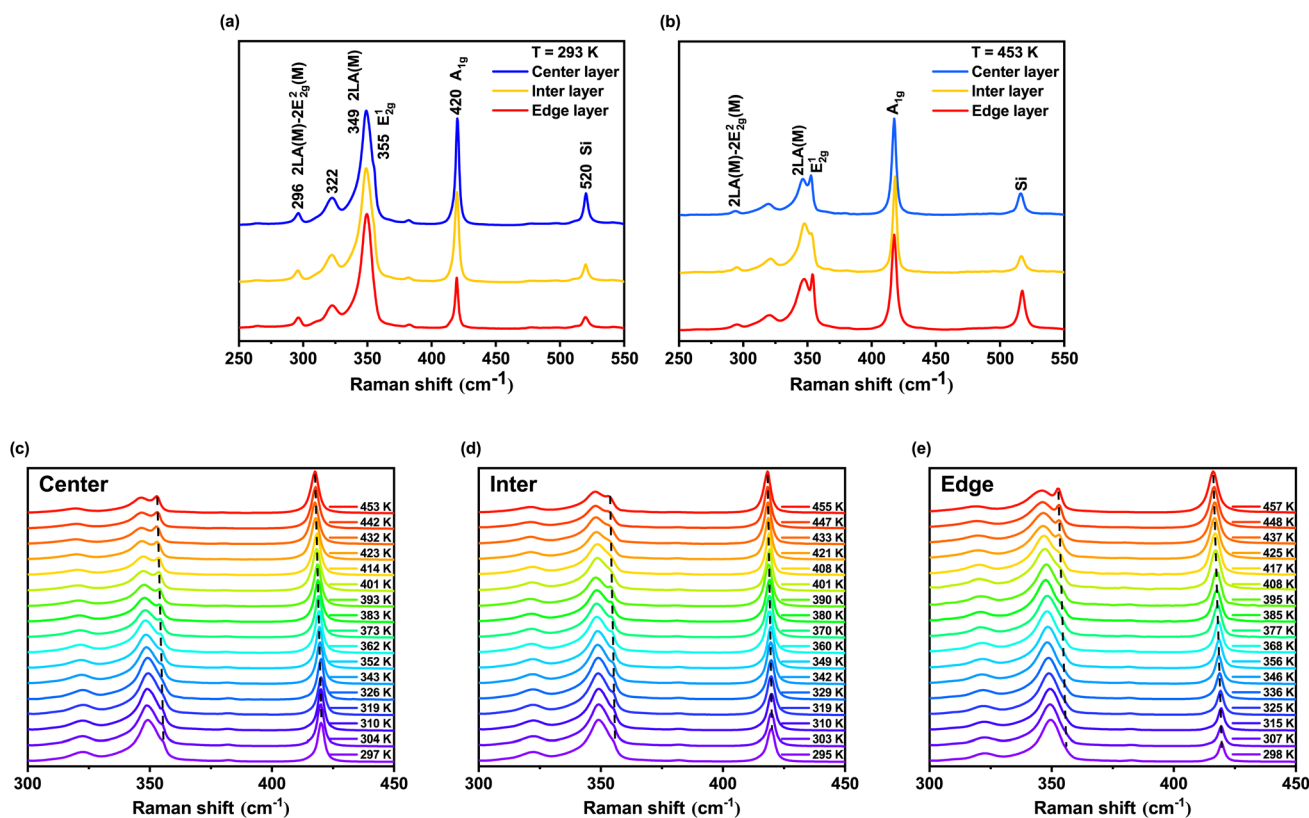 (a)
T = 293 K
Center layer
Inter layer
Edge layer
296 2LA(M)-2E²₂g(M)
322
349 2LA(M)
355 E¹₂g
420 A₁g
520 Si
250 300 350 400 450 500 550
Raman shift (cm⁻¹)
(b)
T = 453 K
Center layer
Inter layer
Edge layer
2LA(M)-2E²₂g(M)
2LA(M)
E¹₂g
A₁g
Si
250 300 350 400 450 500 550
Raman shift (cm⁻¹)
(c)
Center
453 K
442 K
432 K
423 K
414 K
401 K
393 K
383 K
373 K
362 K
352 K
343 K
326 K
319 K
310 K
304 K
297 K
300 350 400 450
Raman shift (cm⁻¹)
(d)
Inter
455 K
447 K
433 K
421 K
408 K
401 K
390 K
380 K
370 K
360 K
349 K
342 K
329 K
319 K
310 K
303 K
295 K
300 350 400 450
Raman shift (cm⁻¹)
(e)
Edge
457 K
448 K
437 K
425 K
417 K
408 K
395 K
385 K
377 K
368 K
356 K
346 K
336 K
325 K
315 K
307 K
298 K
300 350 400 450
Raman shift (cm⁻¹)